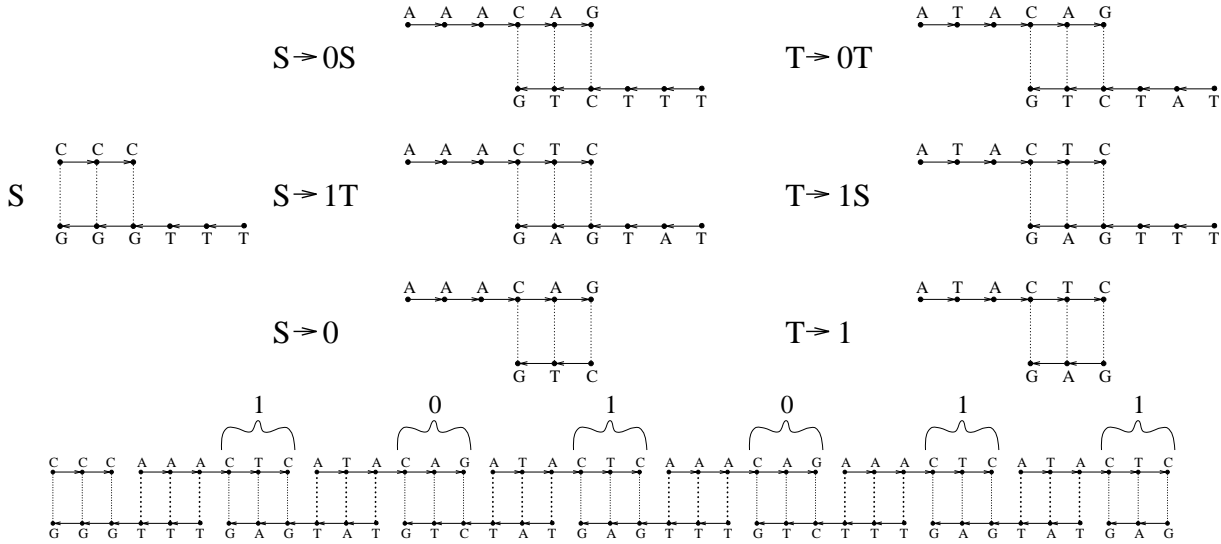 A A A C A G A T A C A G
S → 0S T → 0T
G T C T T T G T C T A T
C C C A A A C T C A T A C T C
S S → 1T T → 1S
G G G T T T G A G T A T G A G T T T
A A A C A G A T A C T C
S → 0 T → 1
G T C G A G
1 0 1 0 1 1
C C C A A A C T C A T A C A G A T A C T C A A A C A G A A A C T C A T A C T C
G G G T T T G A G T A T G T C T A T G A G T T T G T C T T T G A G T A T G A G